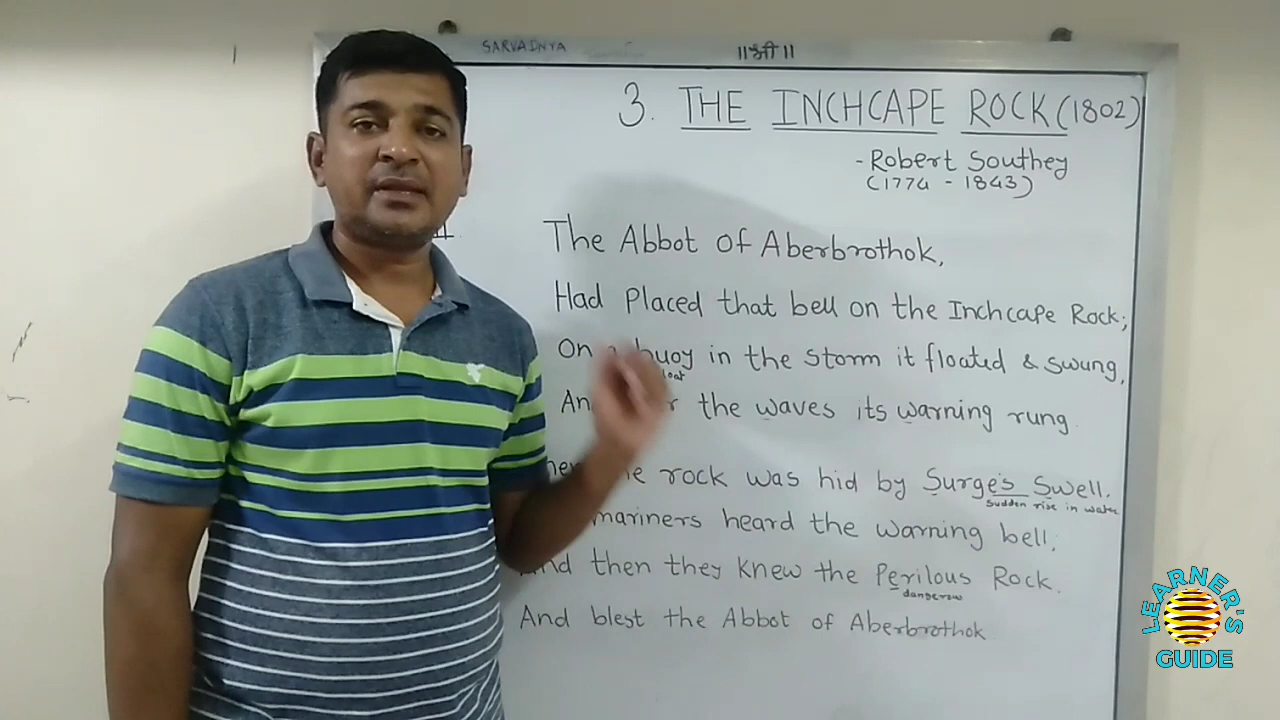 SARVADNYA
॥श्री॥
3. THE INCHCAPE ROCK (1802)
- Robert Southey
(1774 - 1843)
The Abbot of Aberbrothok,
Had placed that bell on the Inchcape Rock;
On buoy in the storm it floated & swung,
the waves its warning rung.
rock was hid by Surge's Swell.
sudden rise in water
mariners heard the warning bell;
And then they knew the Perilous Rock.
dangerous
And blest the Abbot of Aberbrothok
LEARNER'S
GUIDE